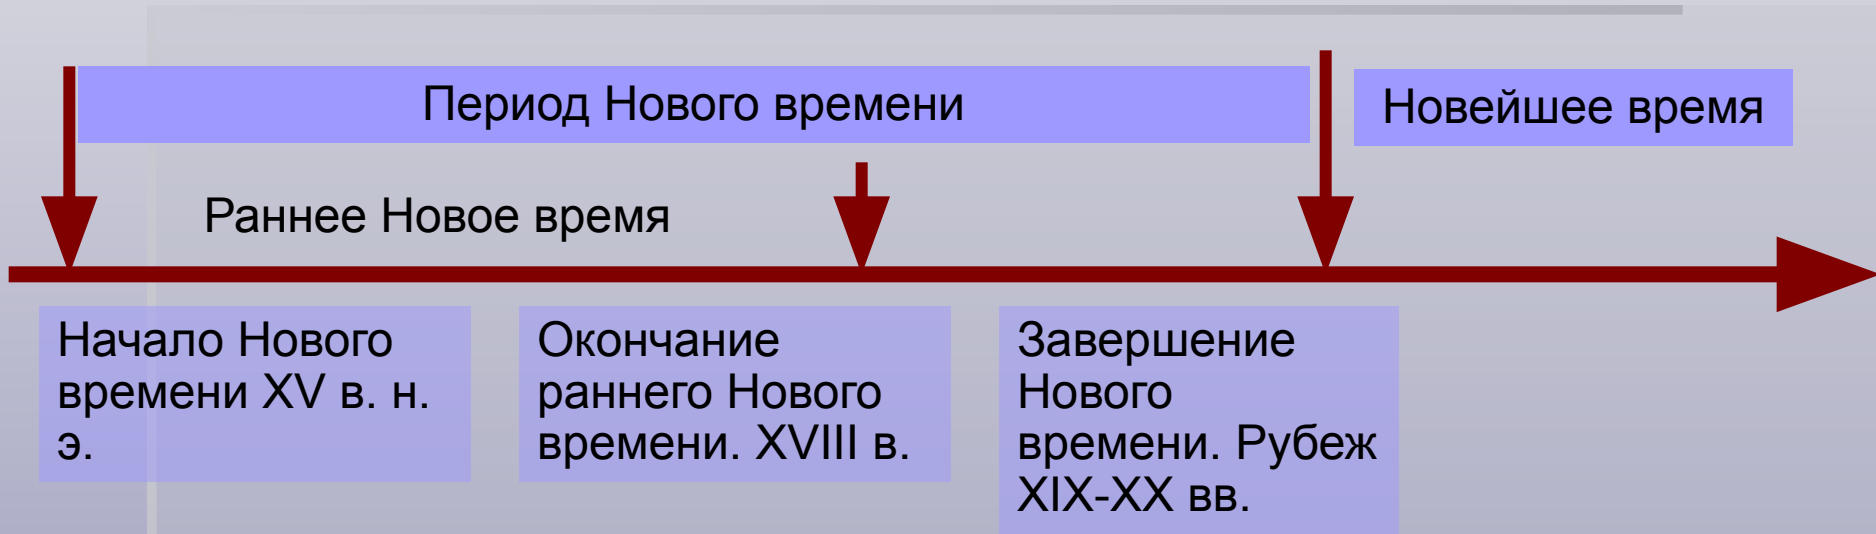 Период Нового времени
Новейшее время
Раннее Новое время
Начало Нового
времени XV в. н.
э.
Окончание
раннего Нового
времени. XVIII в.
Завершение
Нового
времени. Рубеж
XIX-XX вв.